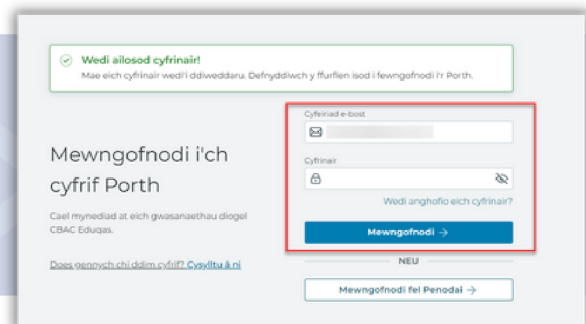 Wedi ailosod cyfrinair!
Mae eich cyfrinair wedi'i ddiweddaru. Defnyddiwch y ffurflen isod i fewngofnodi i'r Porth.
Mewngofnodi i'ch
cyfrif Porth
Cael mynediad at eich gwasanaethau diogel
CBAC Eduqas.
Does gennych chi ddim cyfrif? Cysylltu â ni
Cyfeiriad e-bost
Cyfrinair
Wedi anghofio eich cyfrinair?
Mewngofnodi →
NEU
Mewngofnodi fel Penodai →